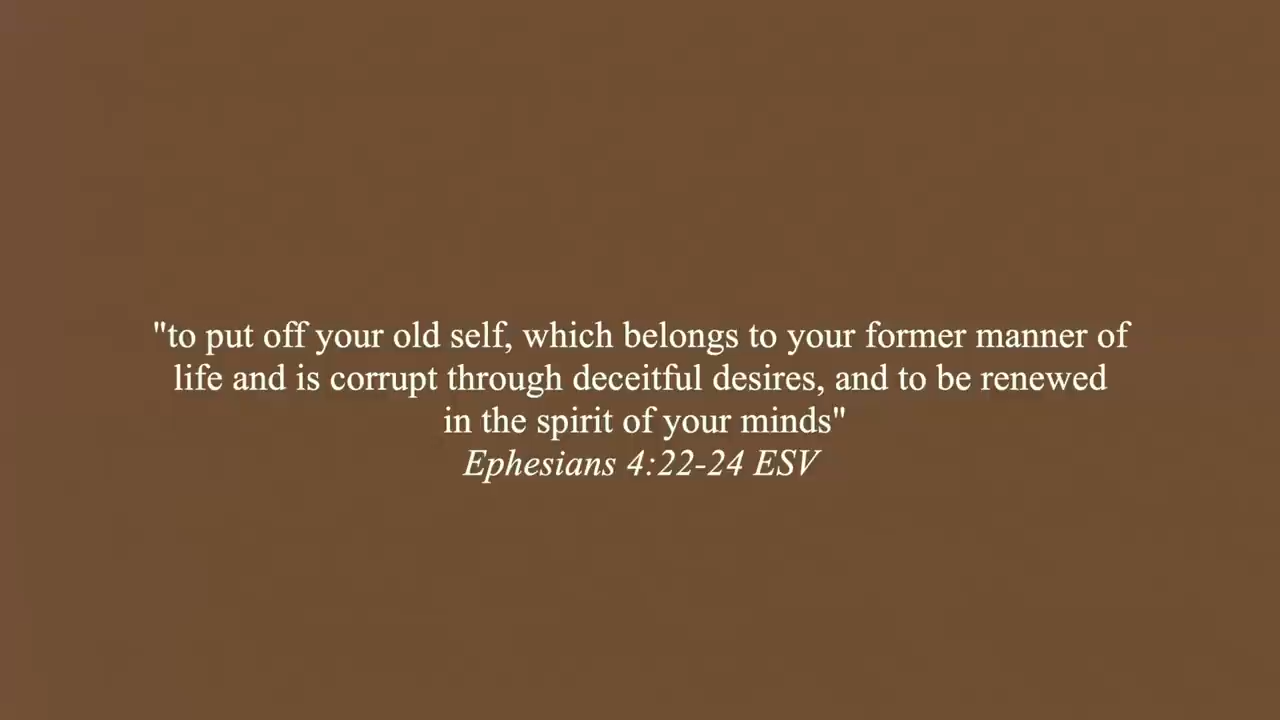 "to put off your old self, which belongs to your former manner of
life and is corrupt through deceitful desires, and to be renewed
in the spirit of your minds"
Ephesians 4:22-24 ESV